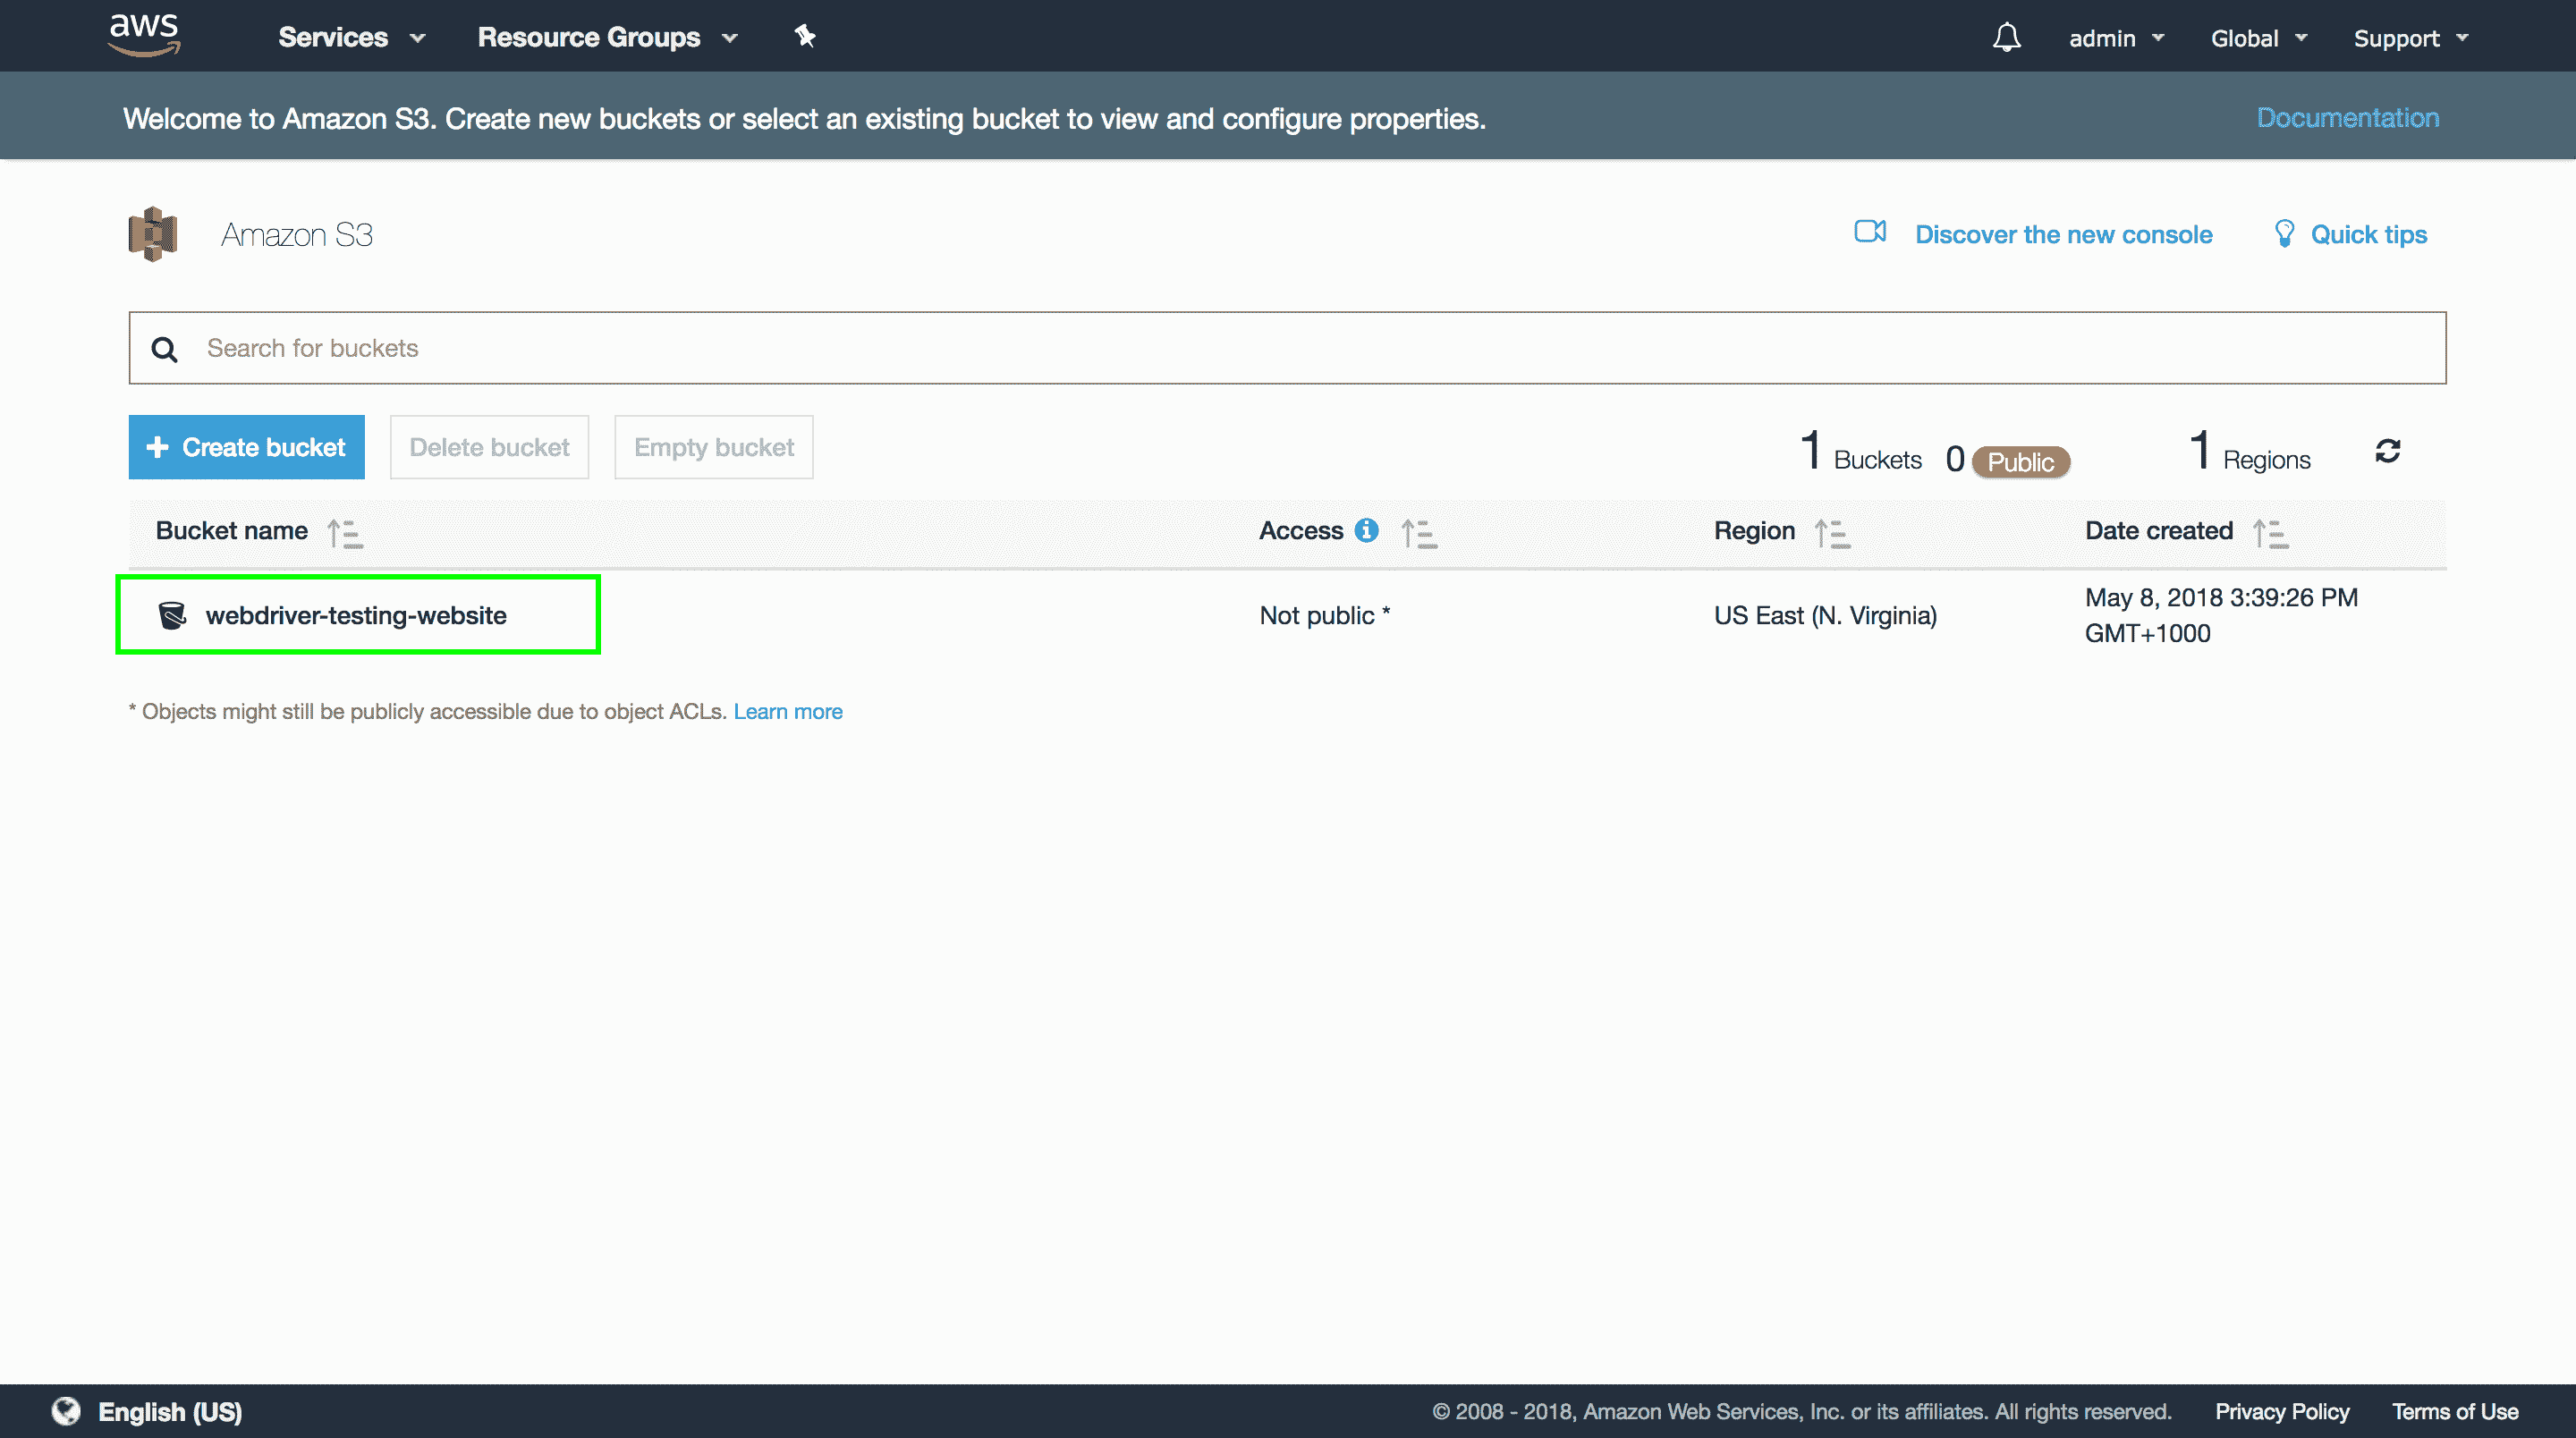 aws Services Resource Groups admin Global Support
Welcome to Amazon S3. Create new buckets or select an existing bucket to view and configure properties. Documentation
Amazon S3 Discover the new console Quick tips
Search for buckets
Create bucket Delete bucket Empty bucket 1 Buckets 0 Public 1 Regions
Bucket name Access Region Date created
webdriver-testing-website Not public * US East (N. Virginia) May 8, 2018 3:39:26 PM
GMT+1000
* Objects might still be publicly accessible due to object ACLs. Learn more
English (US) © 2008 - 2018, Amazon Web Services, Inc. or its affiliates. All rights reserved. Privacy Policy Terms of Use